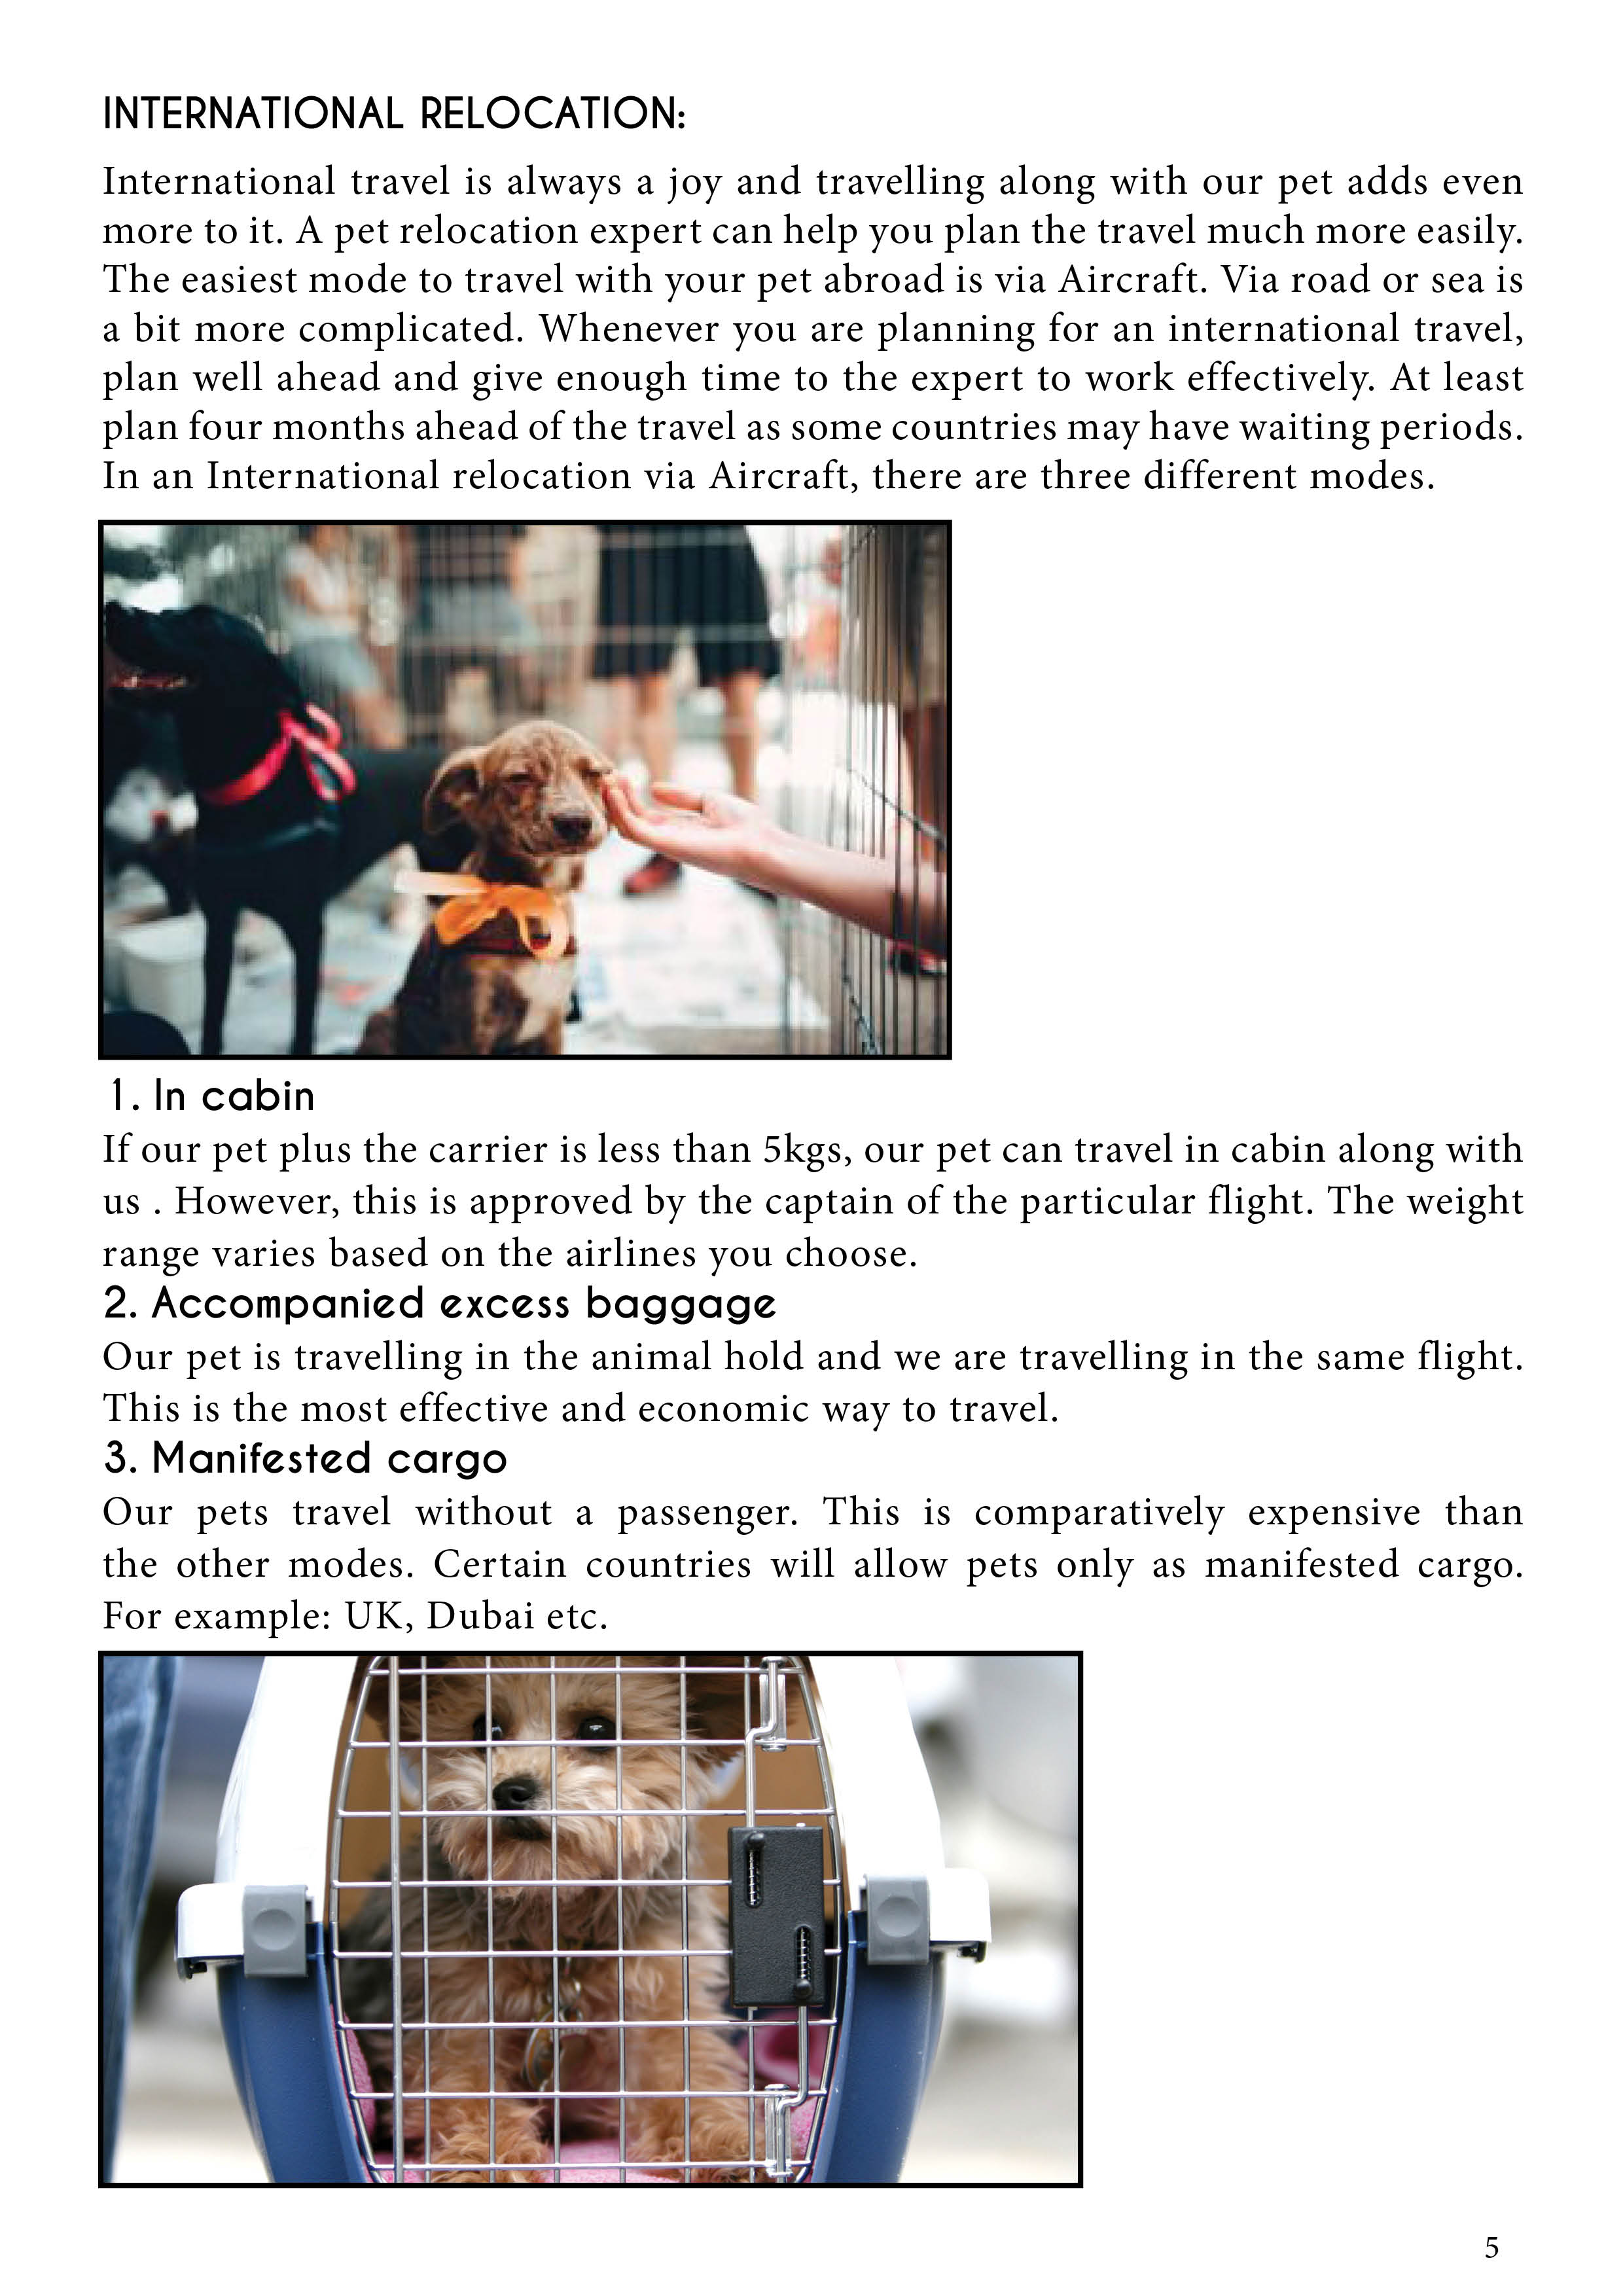 INTERNATIONAL RELOCATION:
International travel is always a joy and travelling along with our pet adds even
more to it. A pet relocation expert can help you plan the travel much more easily.
The easiest mode to travel with your pet abroad is via Aircraft. Via road or sea is
a bit more complicated. Whenever you are planning for an international travel,
plan well ahead and give enough time to the expert to work effectively. At least
plan four months ahead of the travel as some countries may have waiting periods.
In an International relocation via Aircraft, there are three different modes.
1. In cabin
If our pet plus the carrier is less than 5kgs, our pet can travel in cabin along with
us . However, this is approved by the captain of the particular flight. The weight
range varies based on the airlines you choose.
2. Accompanied excess baggage
Our pet is travelling in the animal hold and we are travelling in the same flight.
This is the most effective and economic way to travel.
3. Manifested cargo
Our pets travel without a passenger. This is comparatively expensive than
the other modes. Certain countries will allow pets only as manifested cargo.
For example: UK, Dubai etc.
5